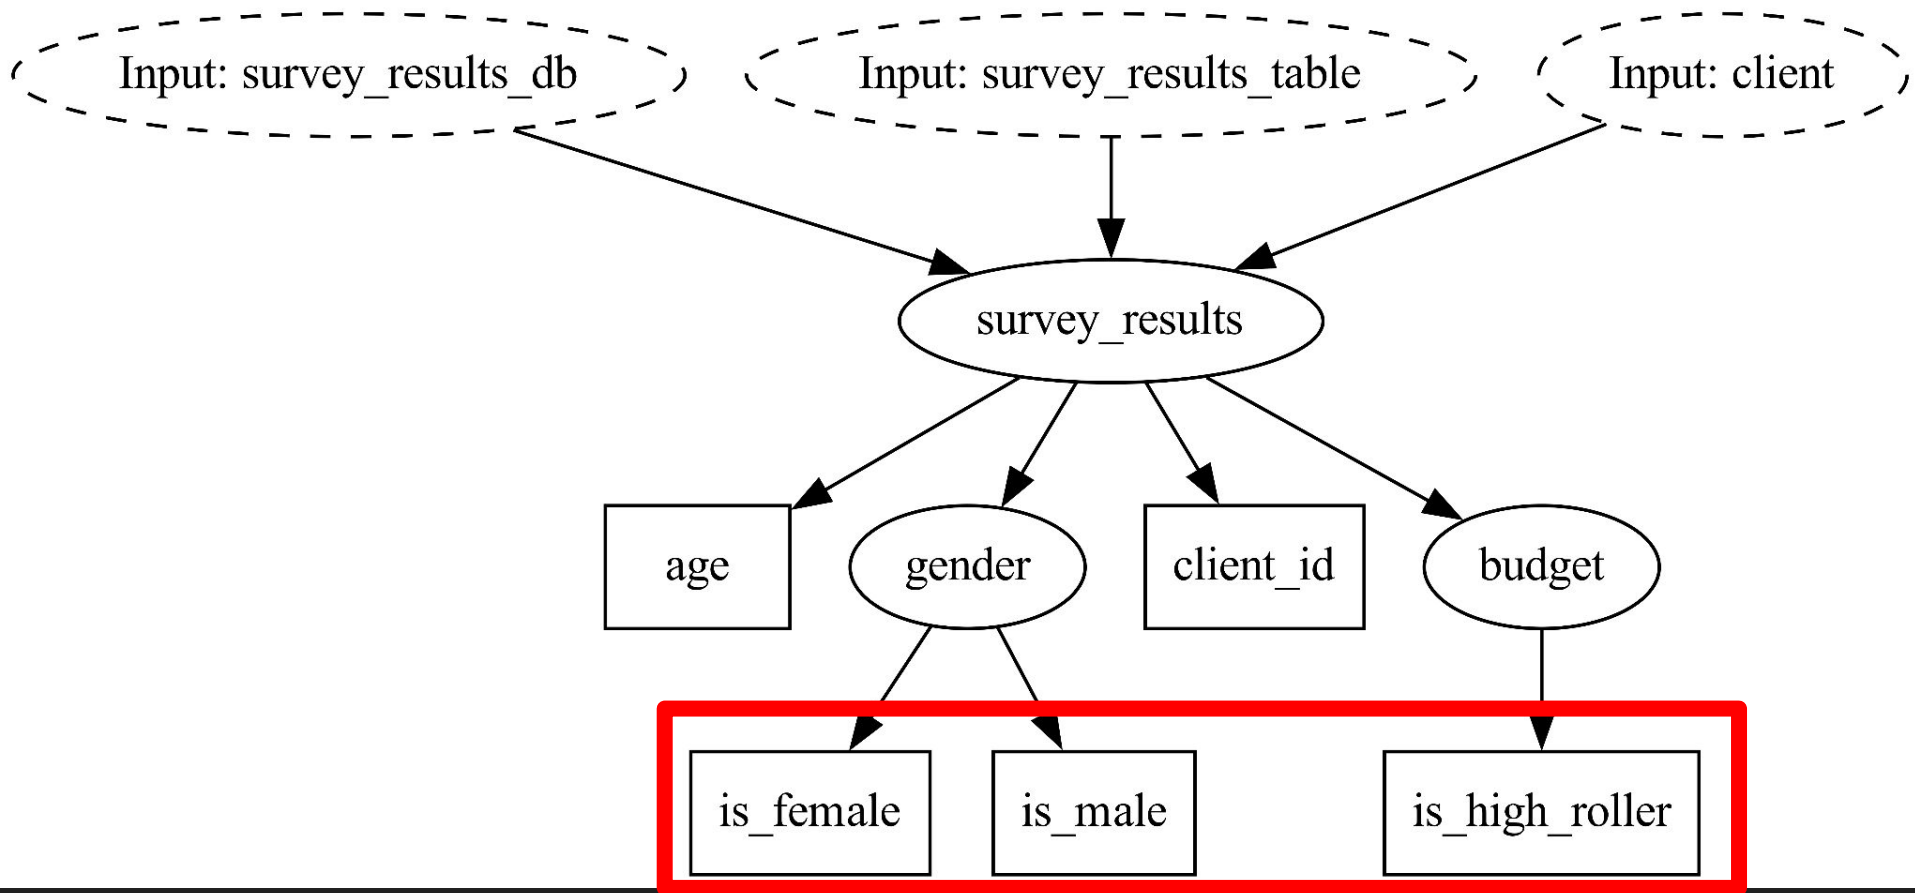 Input: survey_results_db
Input: survey_results_table
Input: client
survey_results
age
gender
client_id
budget
is_female
is_male
is_high_roller